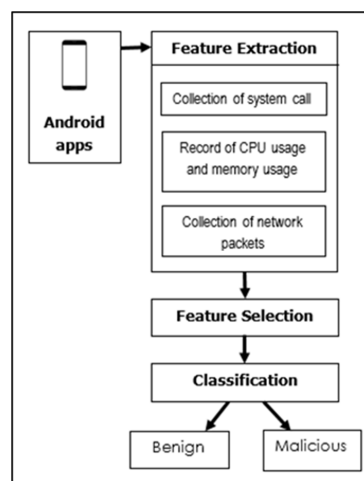 Android
apps
Feature Extraction
Collection of system call
Record of CPU usage
and memory usage
Collection of network
packets
Feature Selection
Classification
Benign
Malicious